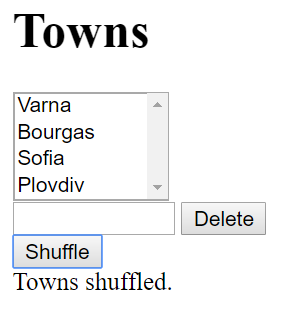 Towns
Varna
Bourgas
Sofia
Plovdiv
Delete
Shuffle
Towns shuffled.